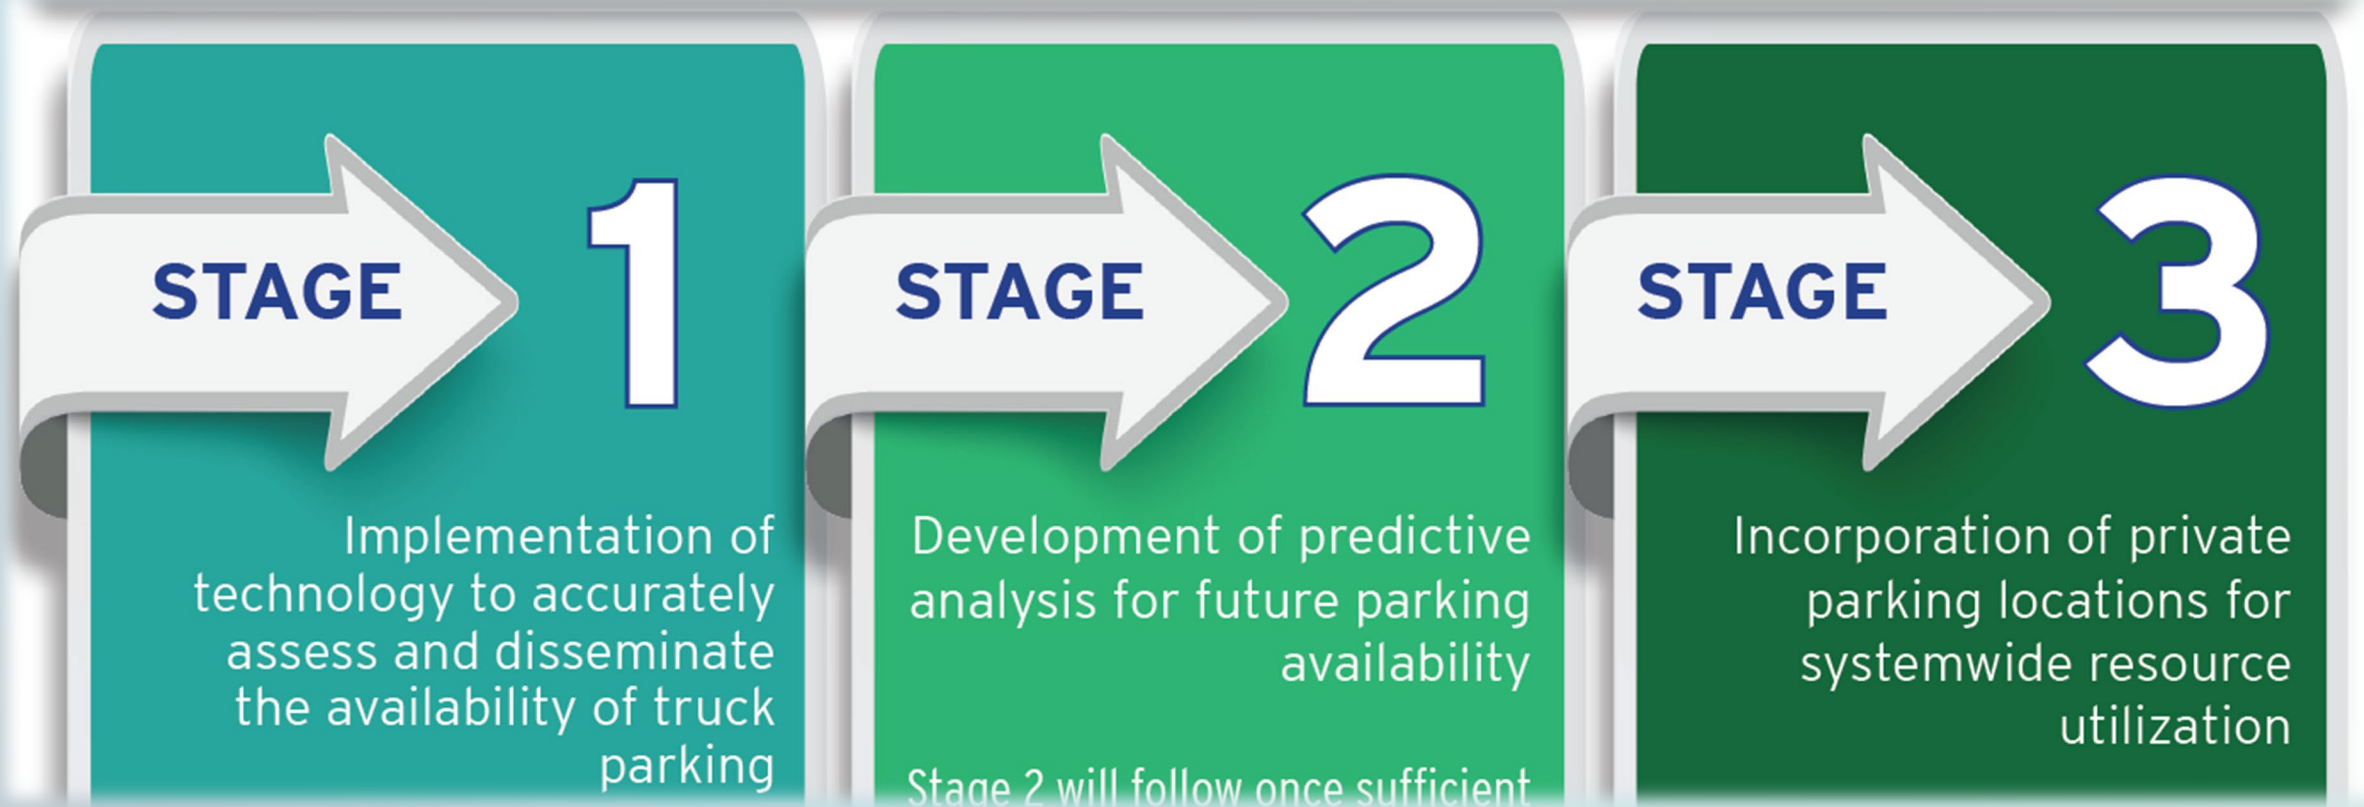 STAGE 1
Implementation of
technology to accurately
assess and disseminate
the availability of truck
parking
STAGE 2
Development of predictive
analysis for future parking
availability
Stage 2 will follow once sufficient
STAGE 3
Incorporation of private
parking locations for
systemwide resource
utilization